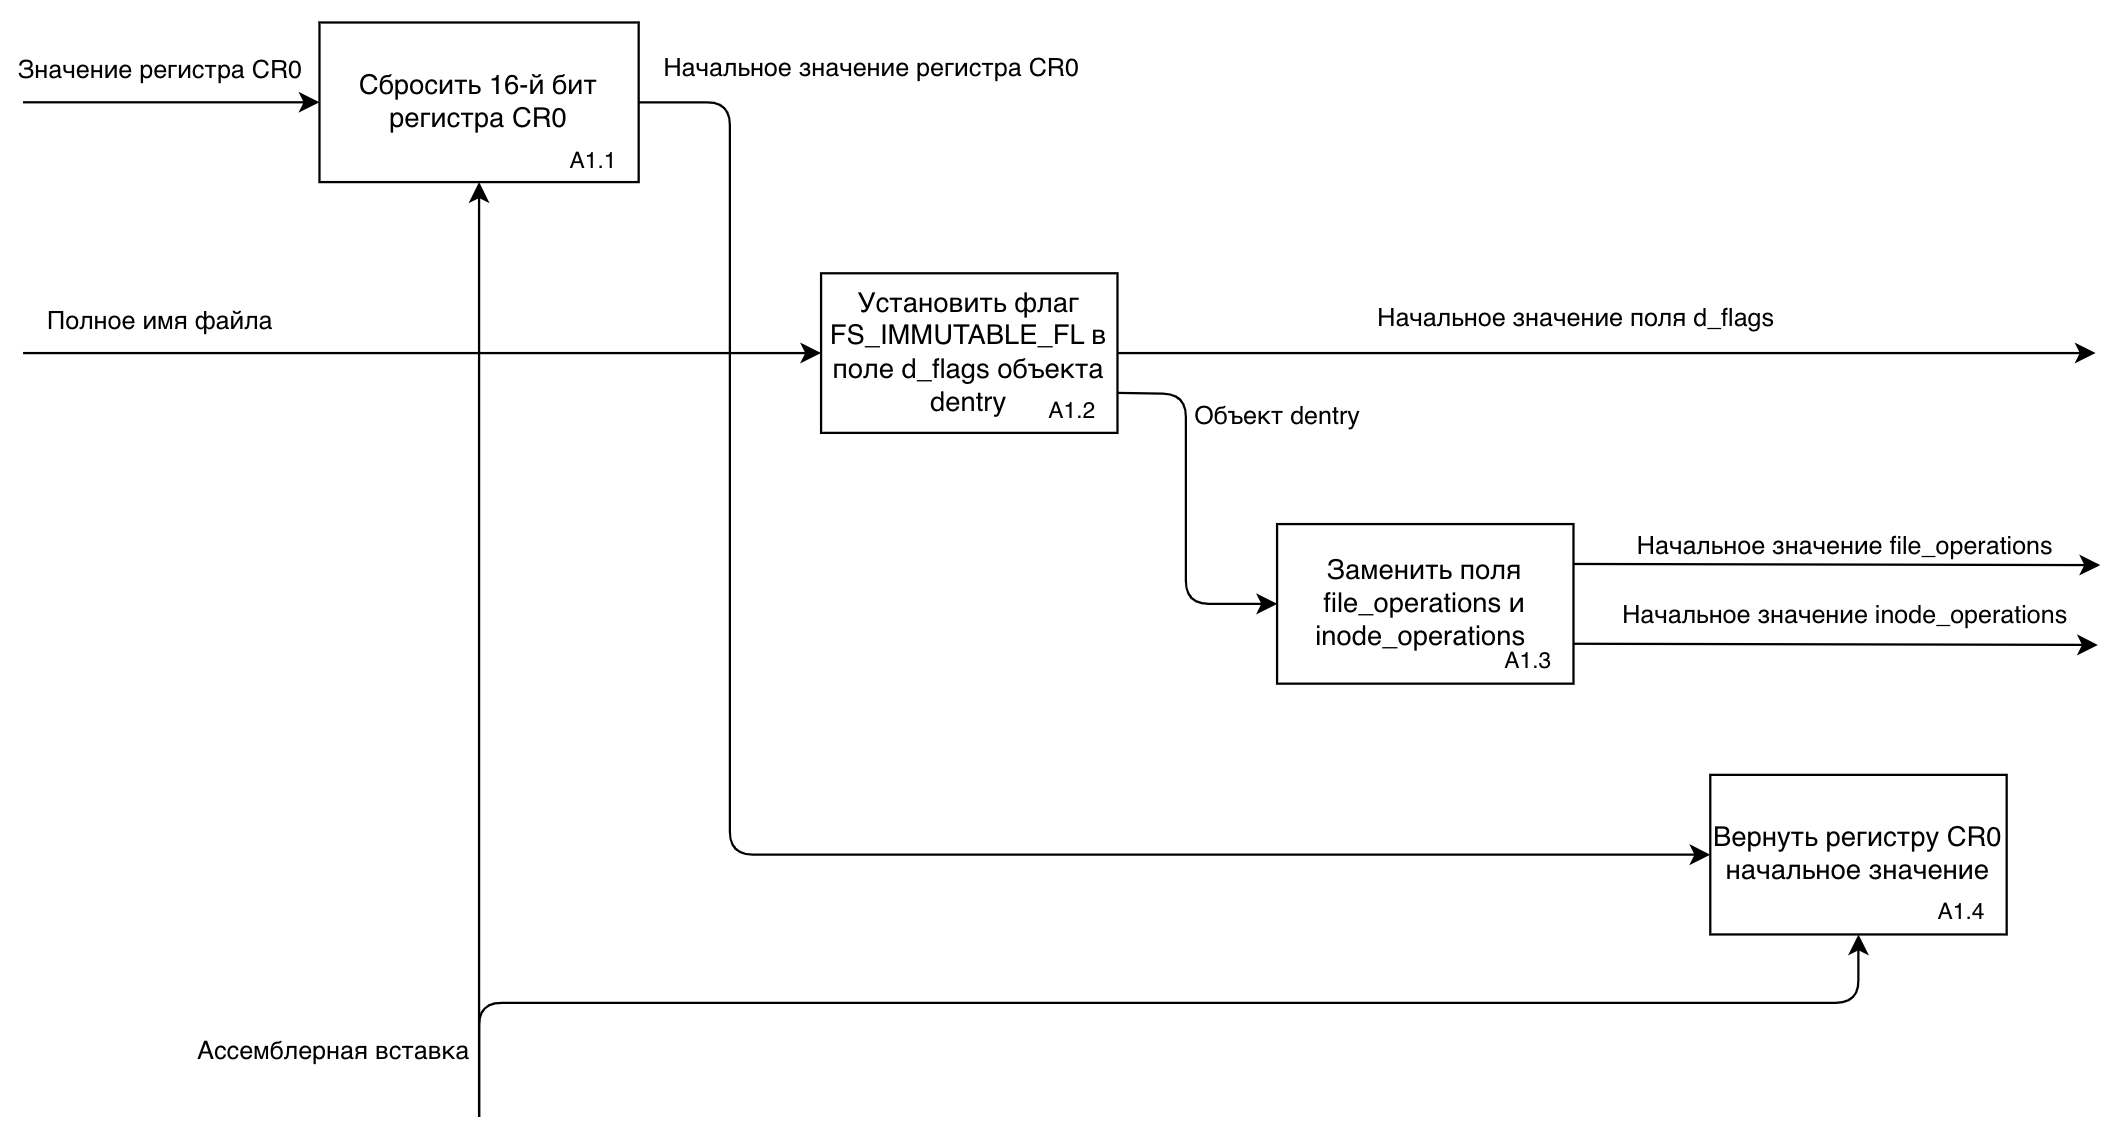 Значение регистра CR0
Сбросить 16-й бит
регистра CR0
A1.1
Начальное значение регистра CR0
Полное имя файла
Установить флаг
FS_IMMUTABLE_FL в
поле d_flags объекта
dentry
A1.2
Начальное значение поля d_flags
Объект dentry
Заменить поля
file_operations и
inode_operations
A1.3
Начальное значение file_operations
Начальное значение inode_operations
Вернуть регистру CR0
начальное значение
A1.4
Ассемблерная вставка